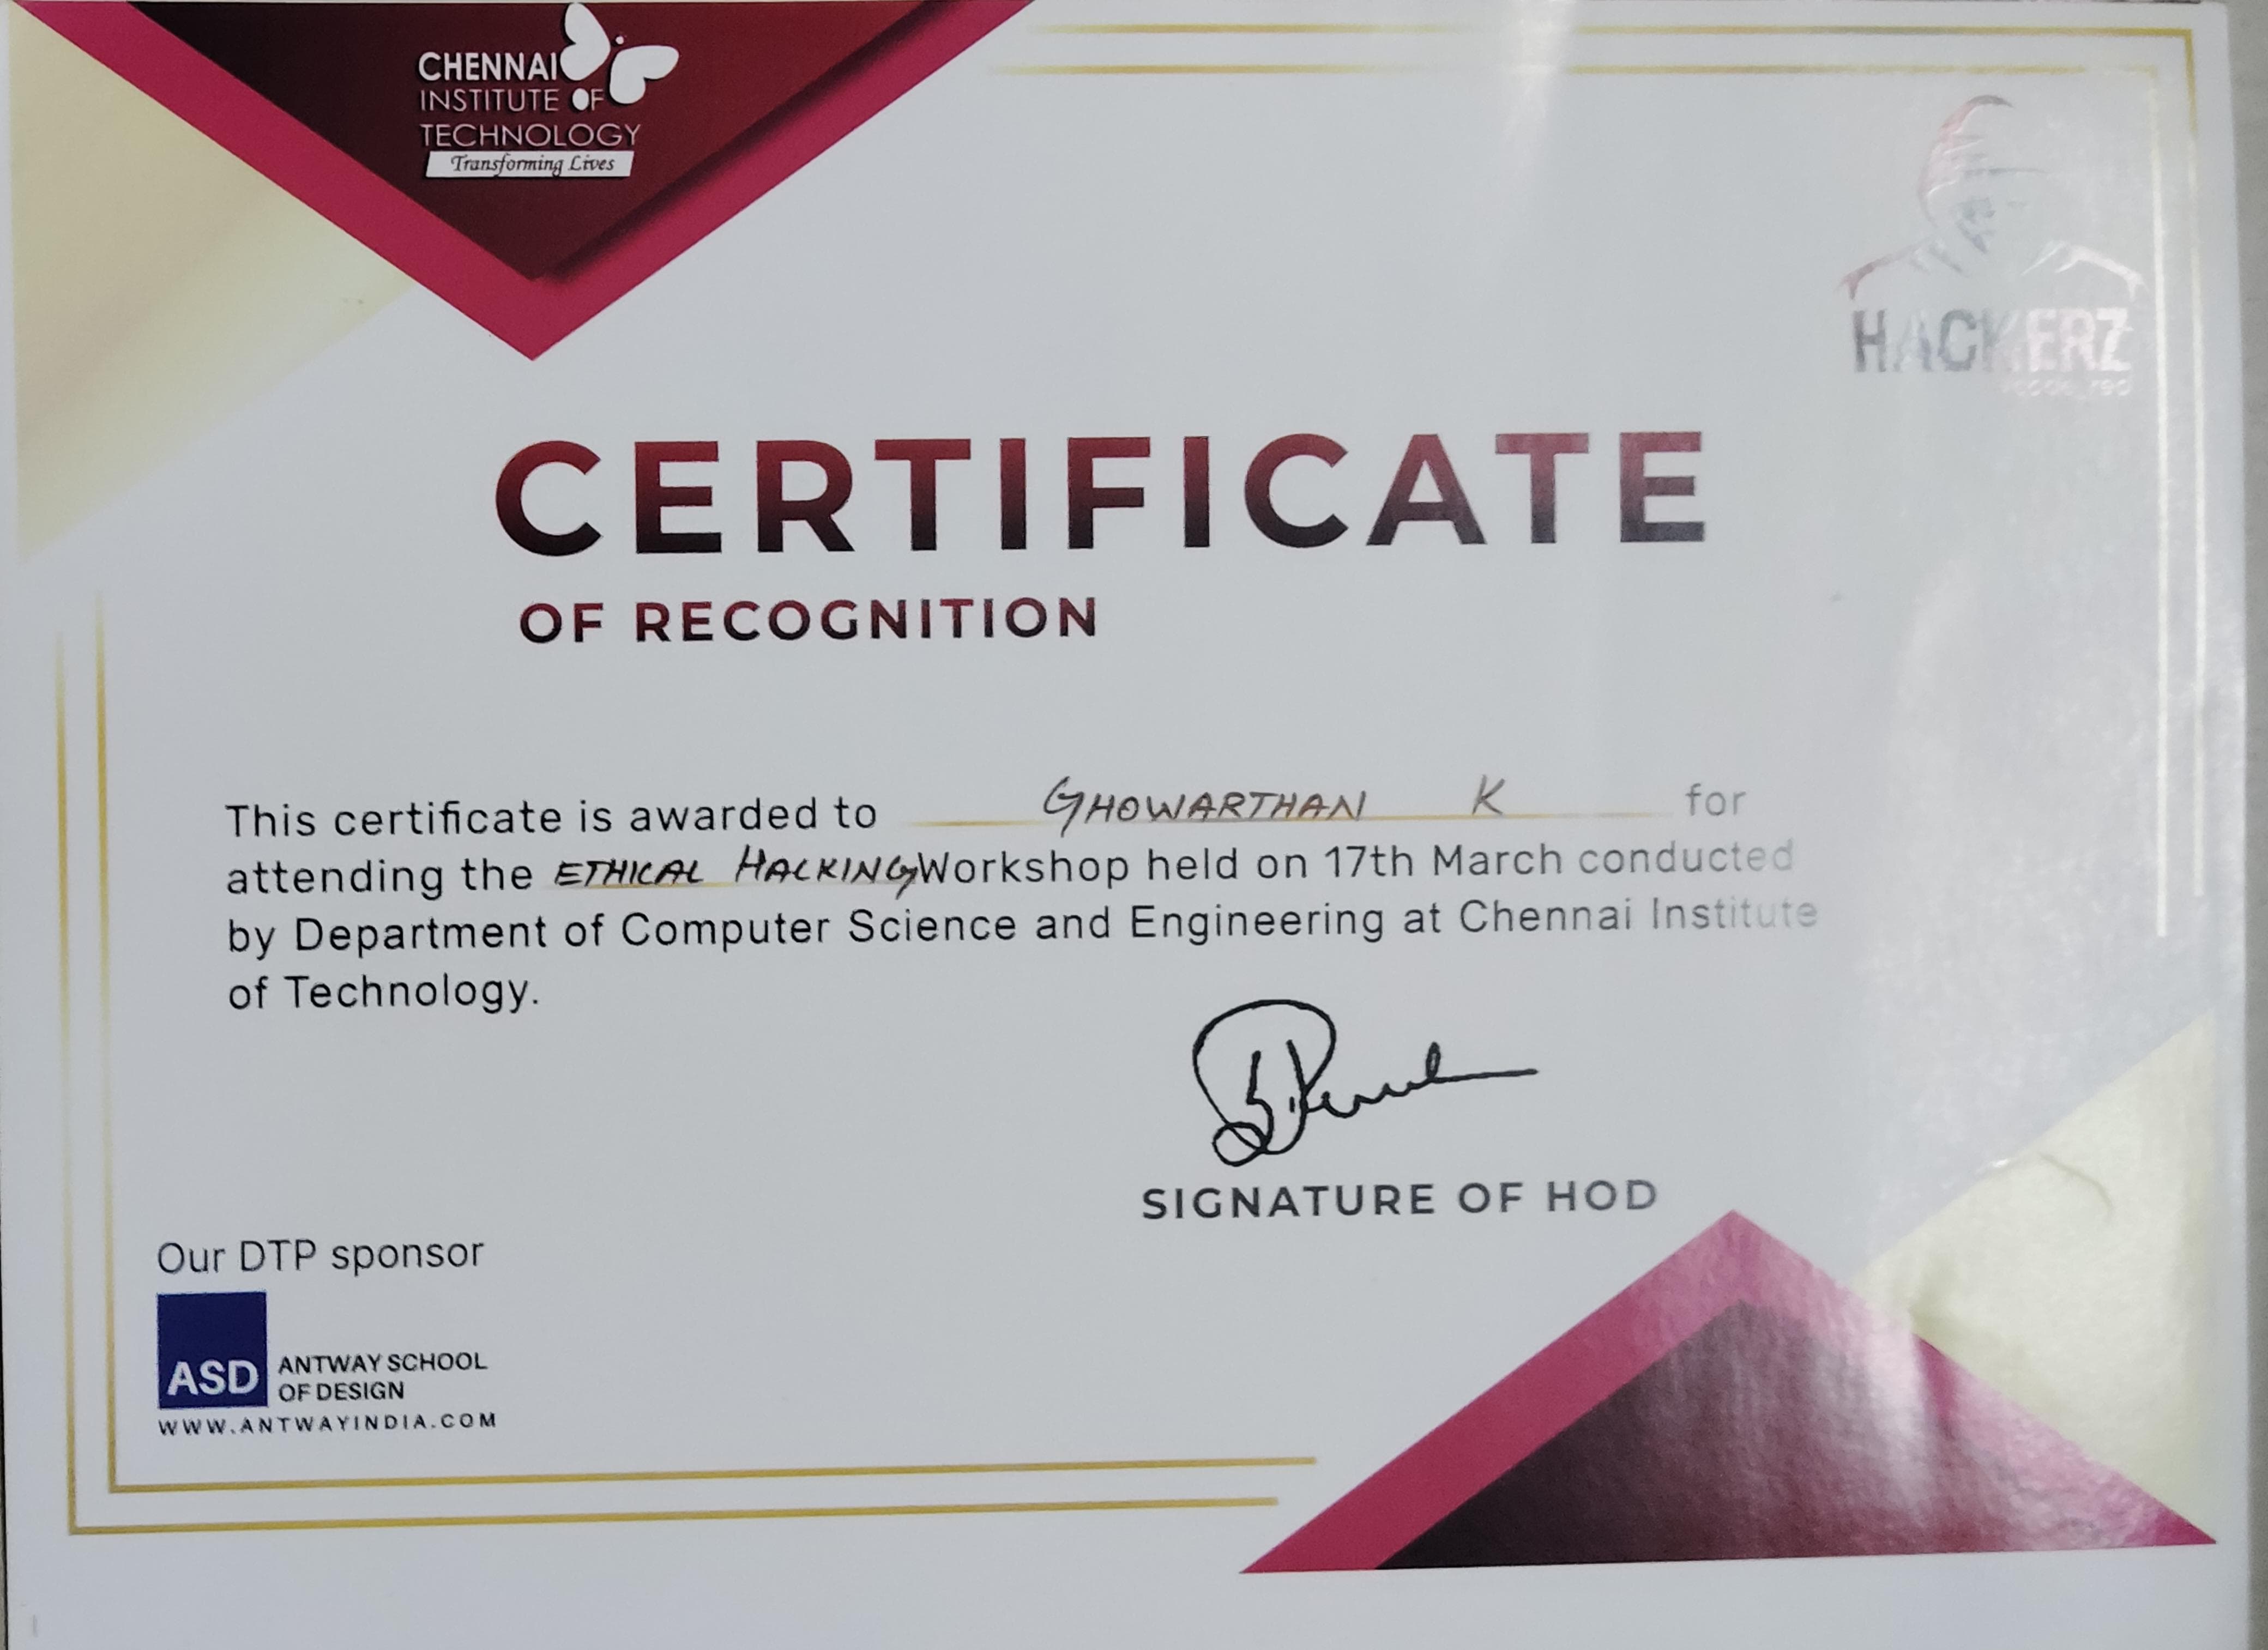 CHENNAI
INSTITUTE OF
TECHNOLOGY
Transforming Lives
HACKERZ
CERTIFICATE
OF RECOGNITION
This certificate is awarded to GHOWARTHAN K for
attending the ETHICAL HACKING Workshop held on 17th March conducted
by Department of Computer Science and Engineering at Chennai Institute
of Technology.
SIGNATURE OF HOD
Our DTP sponsor
ASD ANTWAY SCHOOL
OF DESIGN
WWW.ANTWAYINDIA.COM